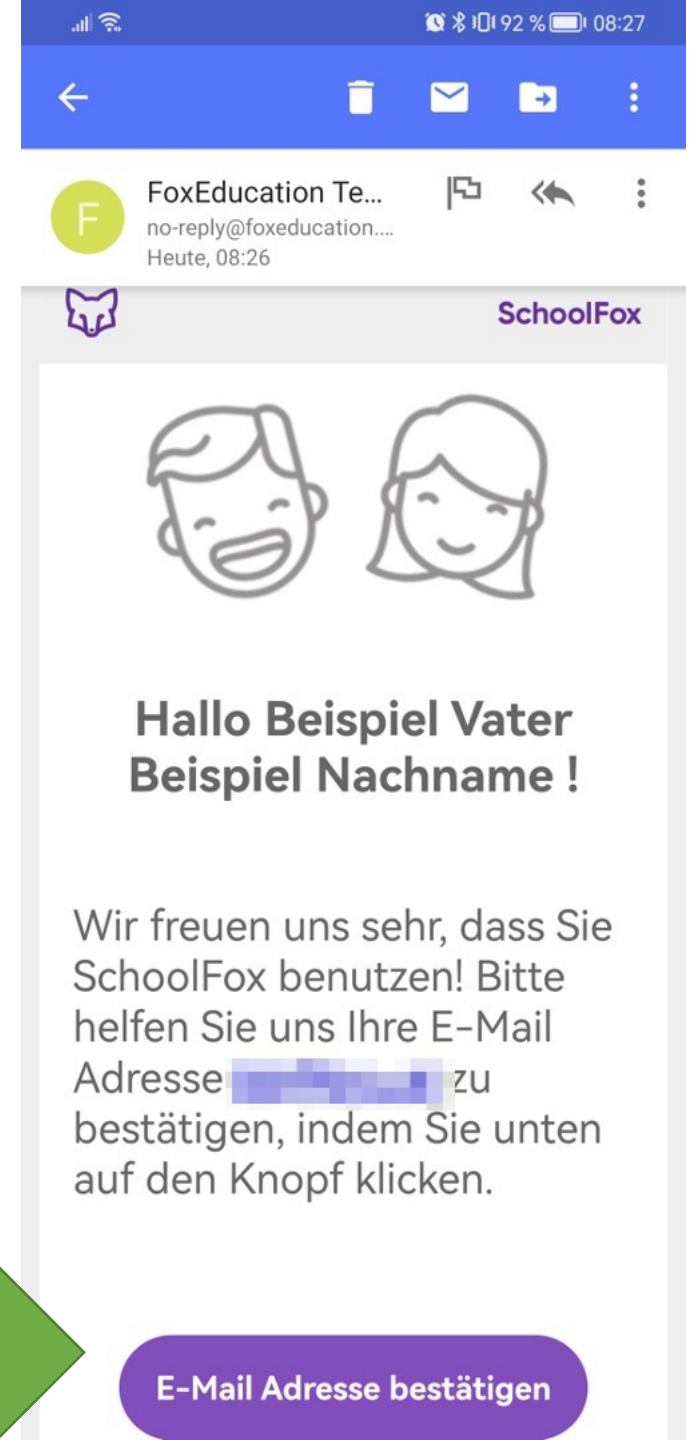 92 % 08:27
F
FoxEducation Te...
no-reply@foxeducation....
Heute, 08:26
SchoolFox
Hallo Beispiel Vater
Beispiel Nachname !
Wir freuen uns sehr, dass Sie
SchoolFox benutzen! Bitte
helfen Sie uns Ihre E-Mail
Adresse zu
bestätigen, indem Sie unten
auf den Knopf klicken.
E-Mail Adresse bestätigen